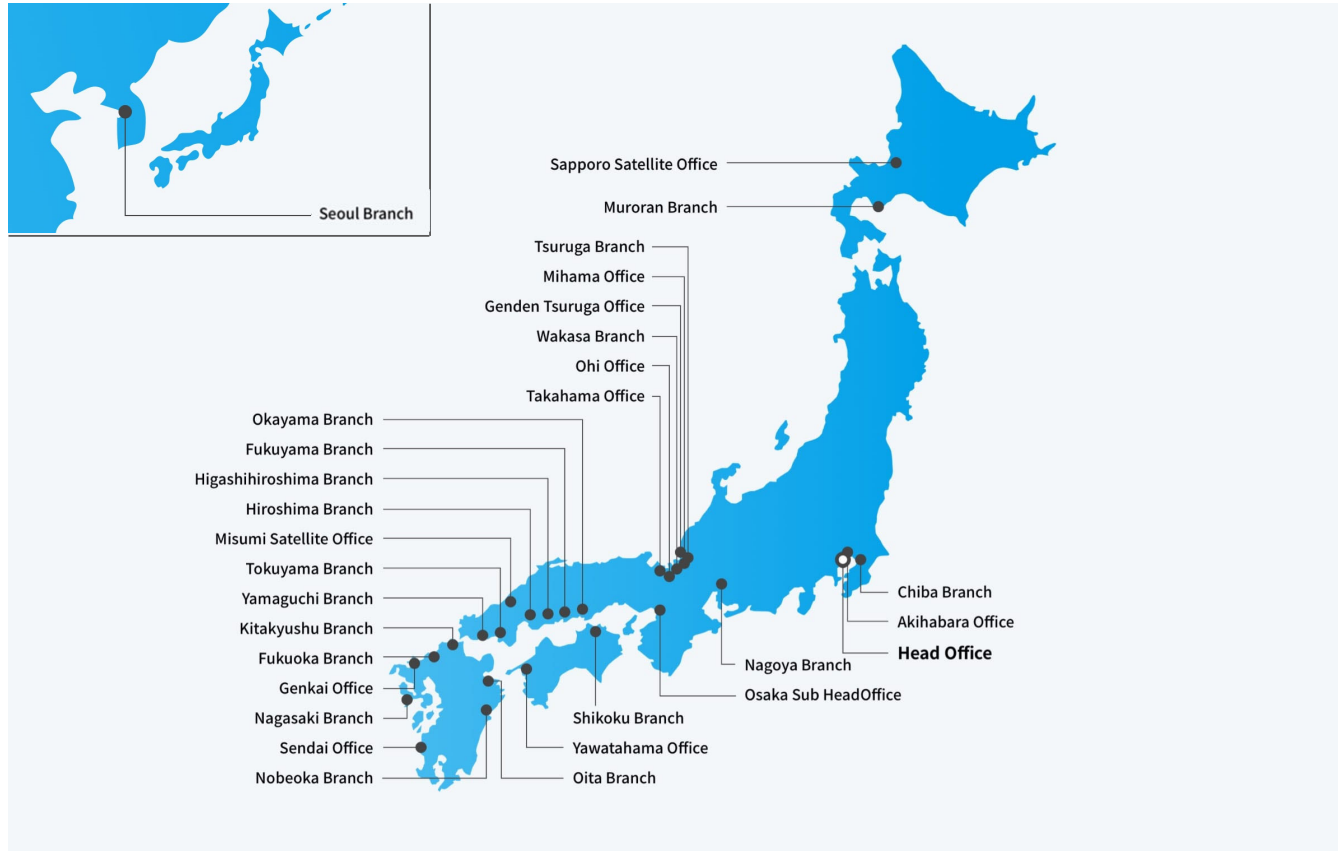 Seoul Branch
Sapporo Satellite Office
Muroran Branch
Tsuruga Branch
Mihama Office
Genden Tsuruga Office
Wakasa Branch
Ohi Office
Takahama Office
Okayama Branch
Fukuyama Branch
Higashihiroshima Branch
Hiroshima Branch
Misumi Satellite Office
Tokuyama Branch
Yamaguchi Branch
Kitakyushu Branch
Fukuoka Branch
Genkai Office
Nagasaki Branch
Sendai Office
Nobeoka Branch
Shikoku Branch
Yawatahama Office
Oita Branch
Chiba Branch
Akihabara Office
Head Office
Nagoya Branch
Osaka Sub HeadOffice